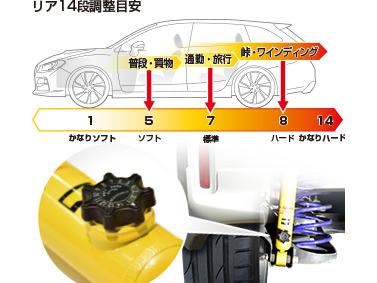 リア14段調整目安
普段・買物
通勤・旅行
峠・ワインディング
1 5 7 8 14
かなりソフト ソフト 標準 ハード かなりハード